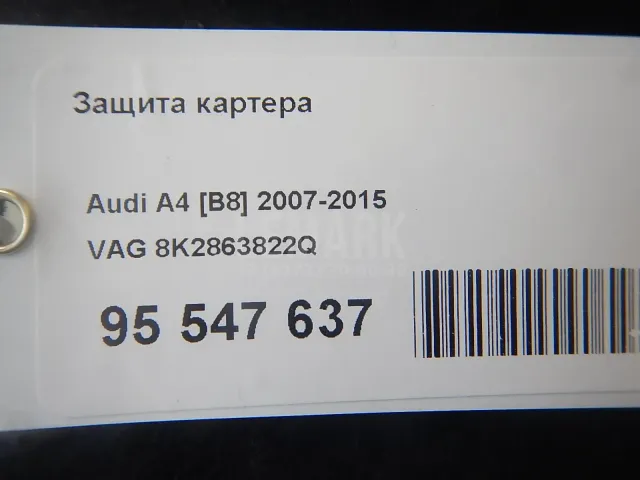 Защита картера
Audi A4 [B8] 2007-2015
VAG 8K2863822Q
95 547 637